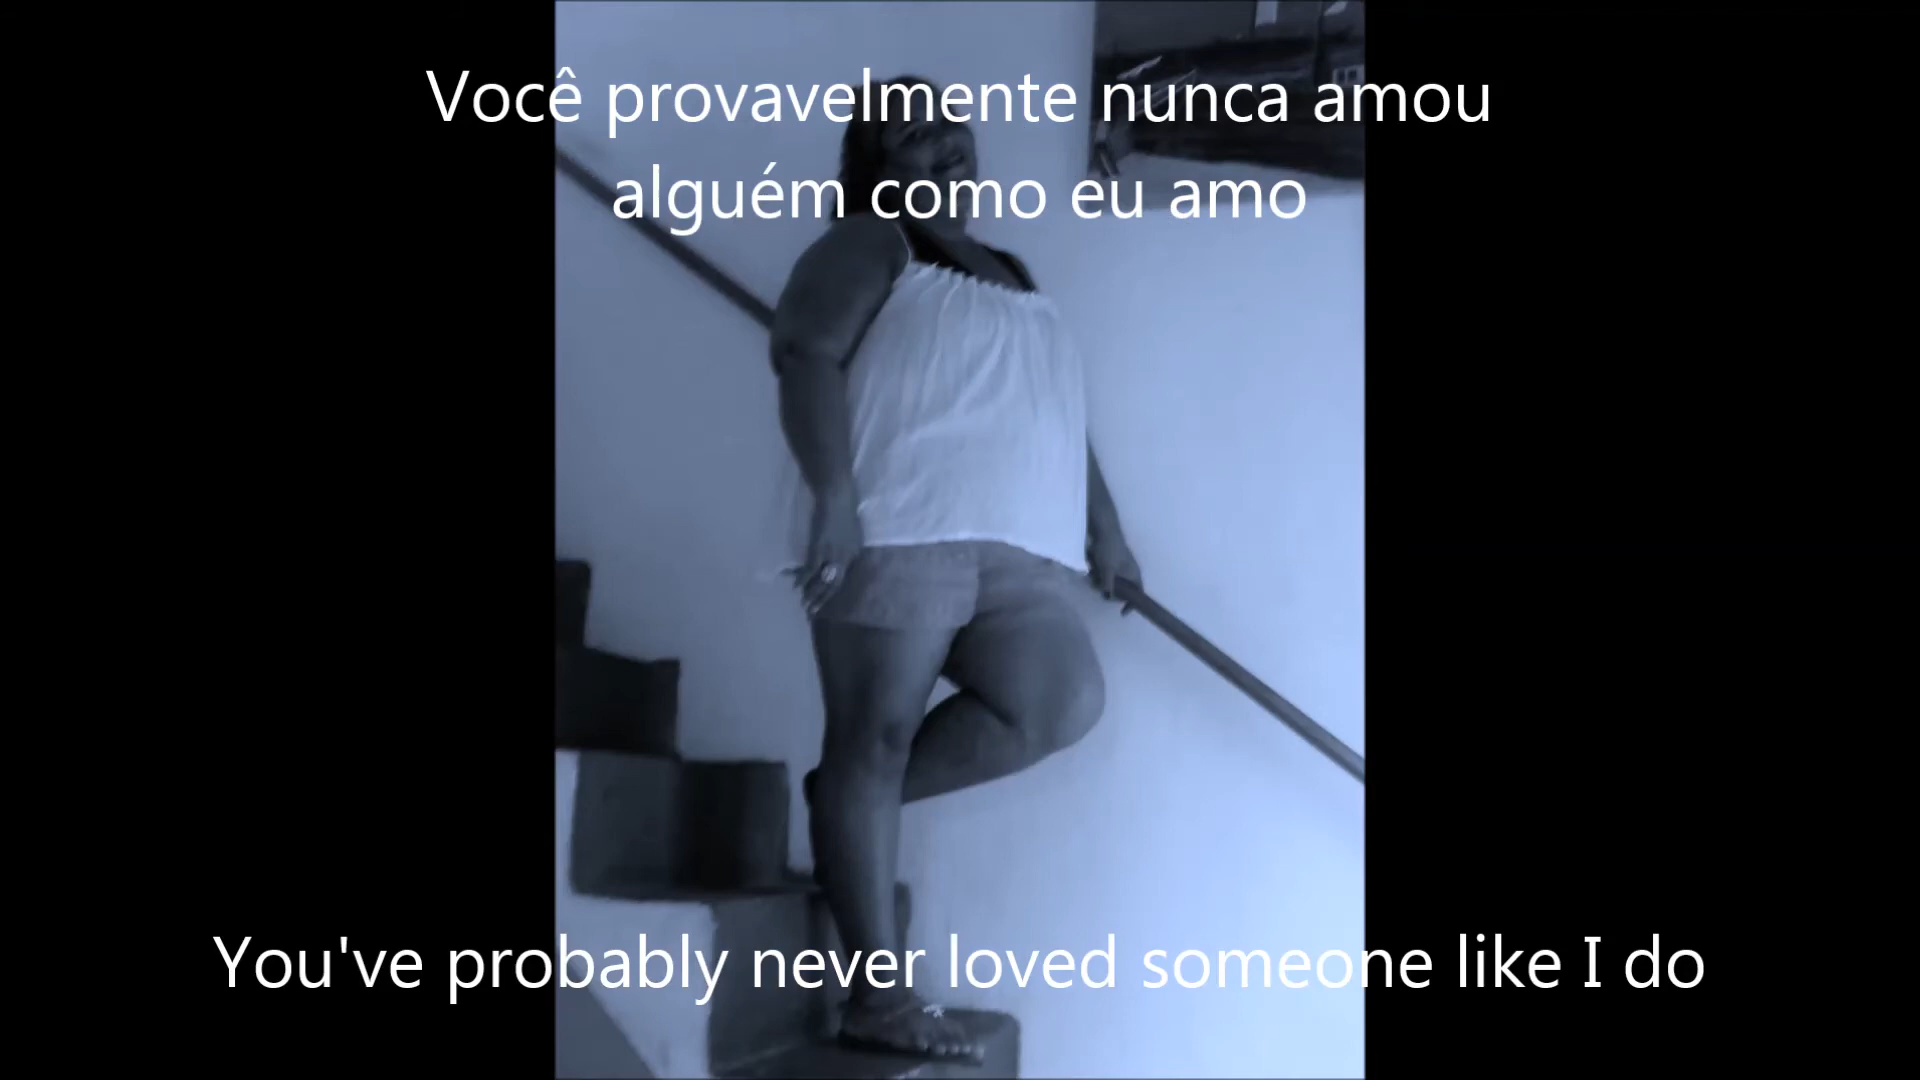 Você provavelmente nunca amou
alguém como eu amo
You've probably never loved someone like I do